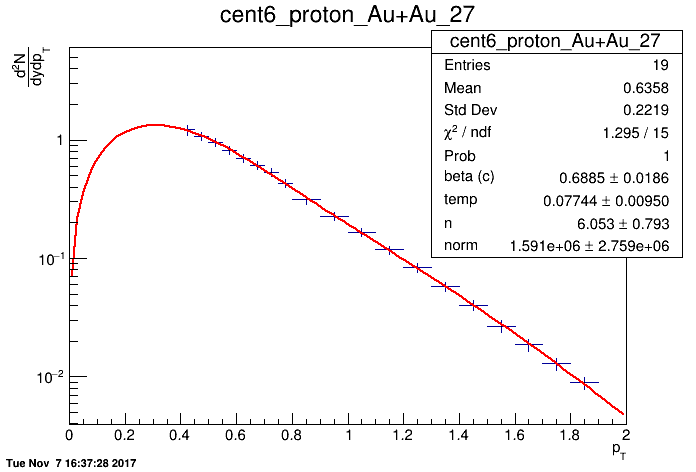 cent6_proton_Au+Au_27
d²N
dydp_T
cent6_proton_Au+Au_27
Entries 19
Mean 0.6358
Std Dev 0.2219
χ² / ndf 1.295 / 15
Prob 1
beta (c) 0.6885 ± 0.0186
temp 0.07744 ± 0.00950
n 6.053 ± 0.793
norm 1.591e+06 ± 2.759e+06
1
10⁻¹
10⁻²
0 0.2 0.4 0.6 0.8 1 1.2 1.4 1.6 1.8 2
p_T
Tue Nov 7 16:37:28 2017